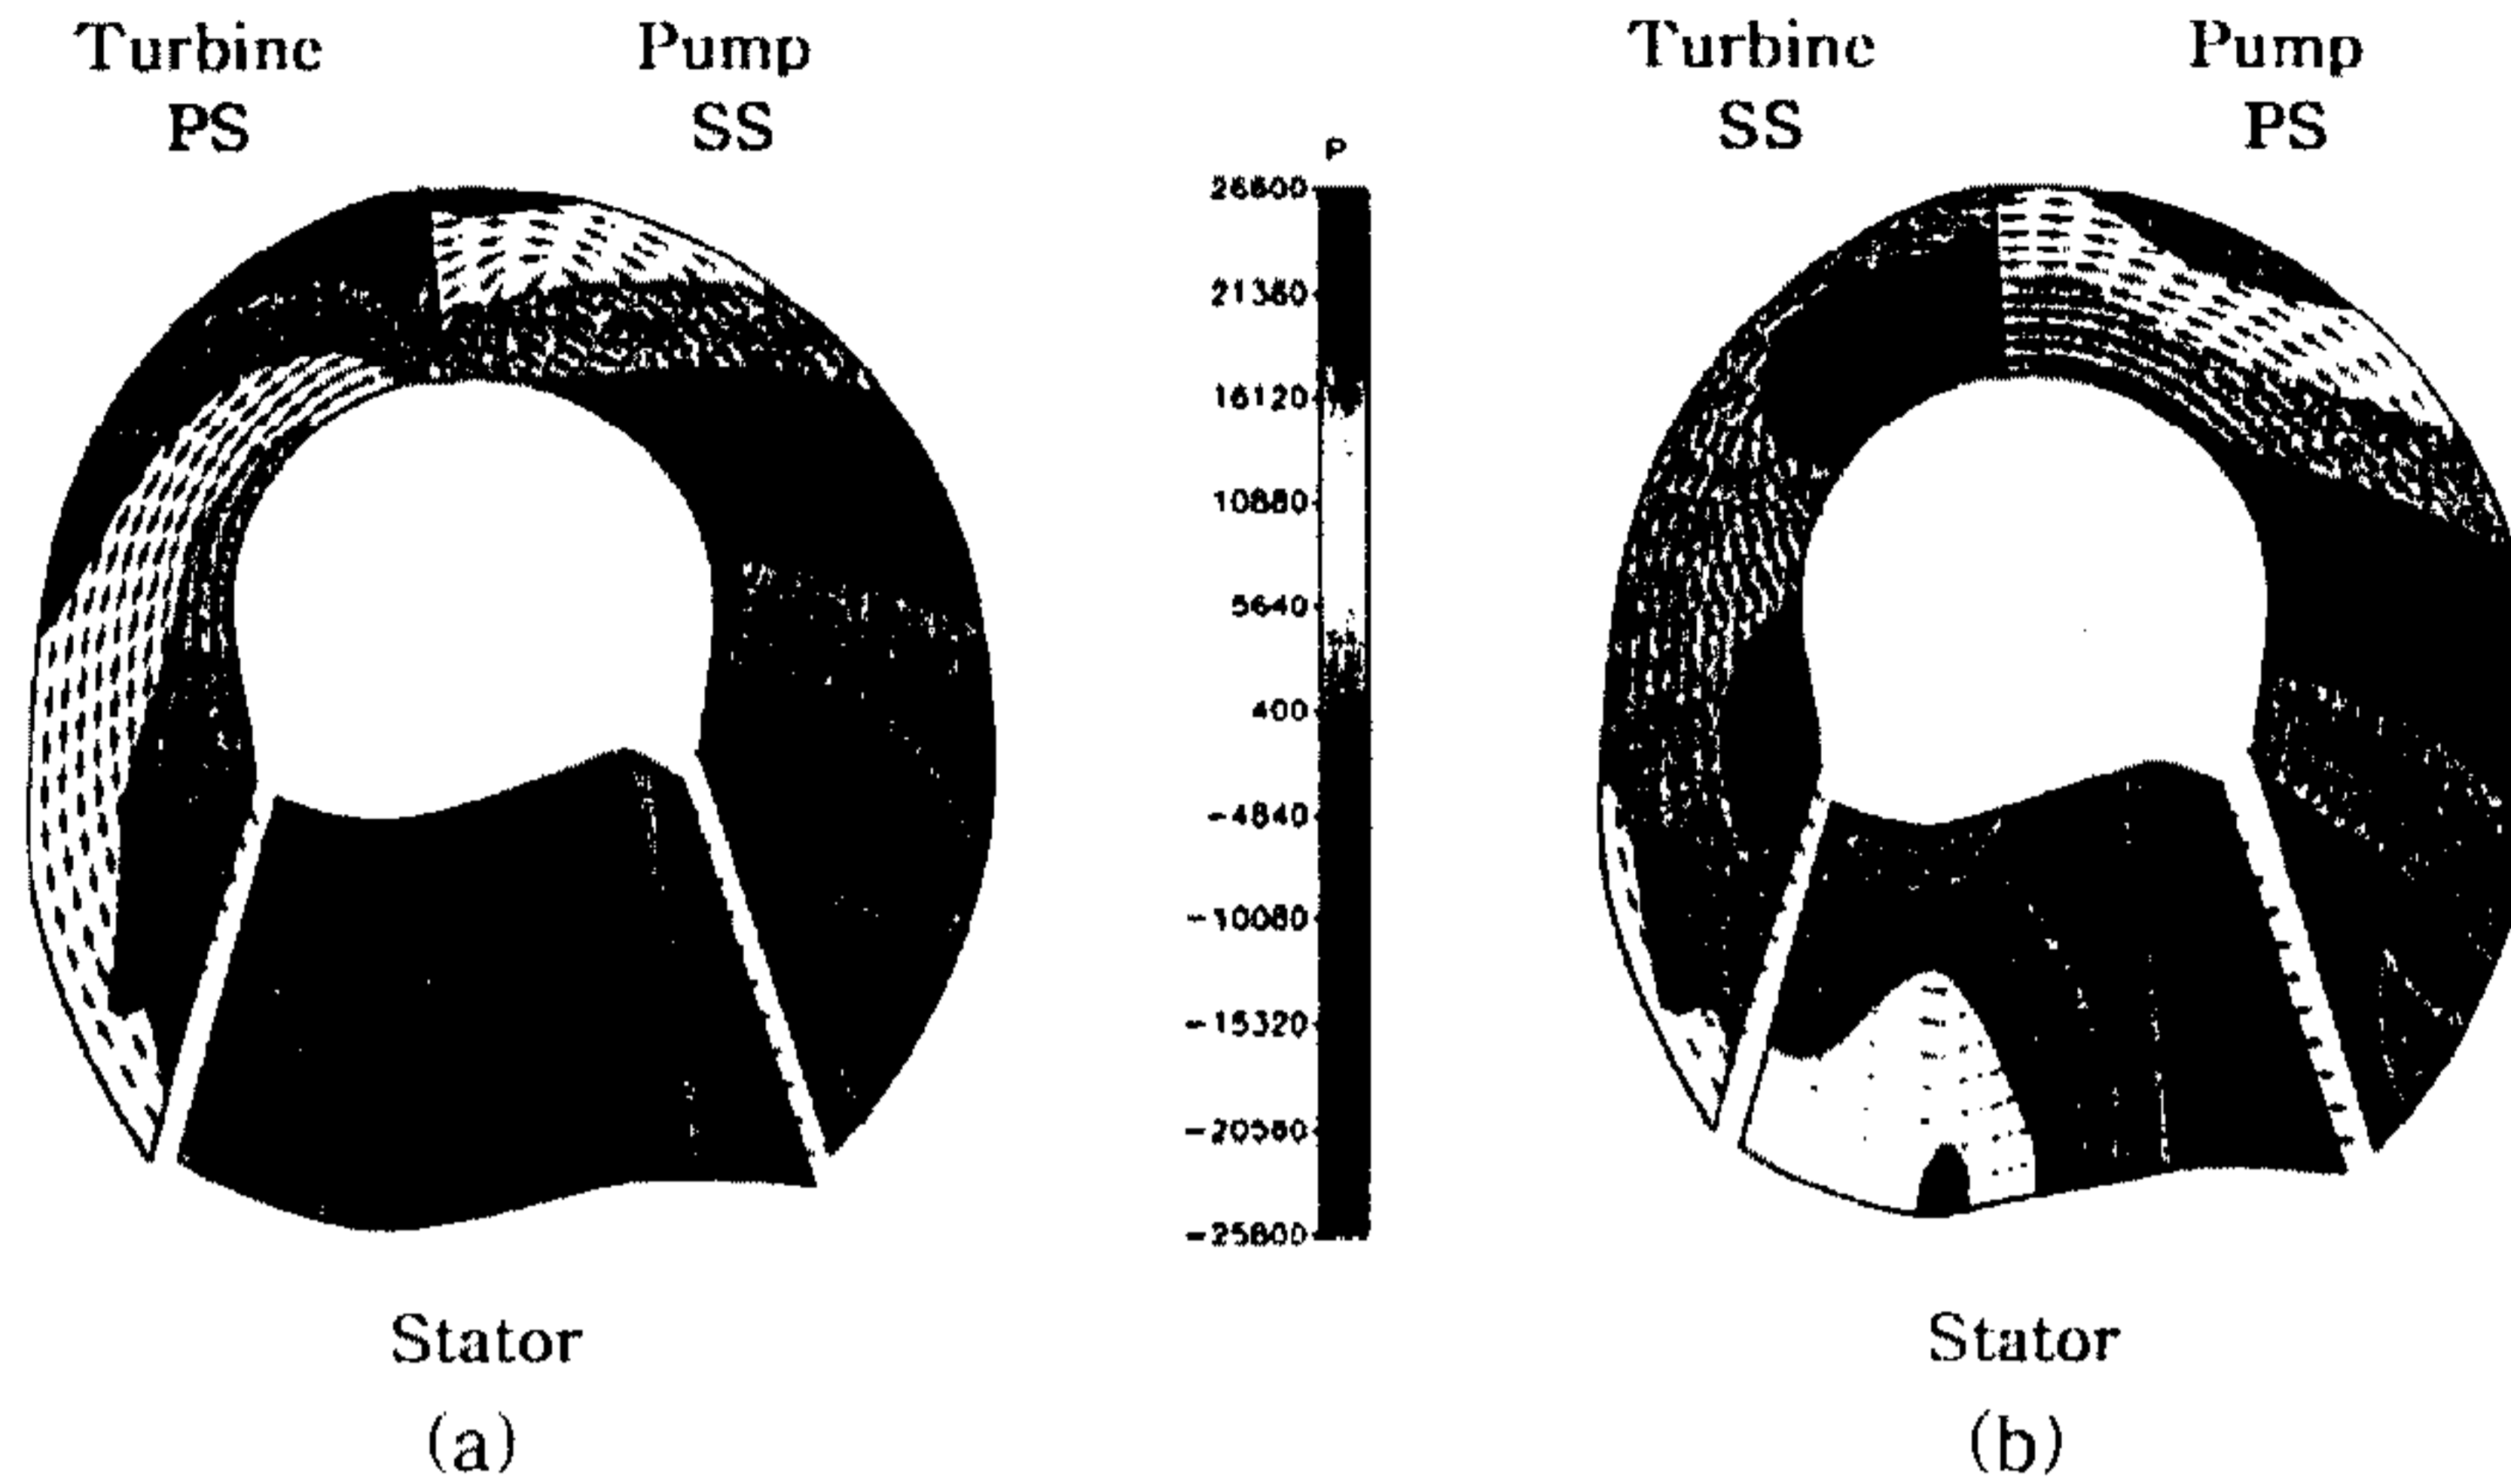 Turbine
PS
Pump
SS
P
26600
21360
16120
10880
5640
400
-4840
-10080
-15320
-20560
-25800
Stator
(a)
Turbine
SS
Pump
PS
Stator
(b)